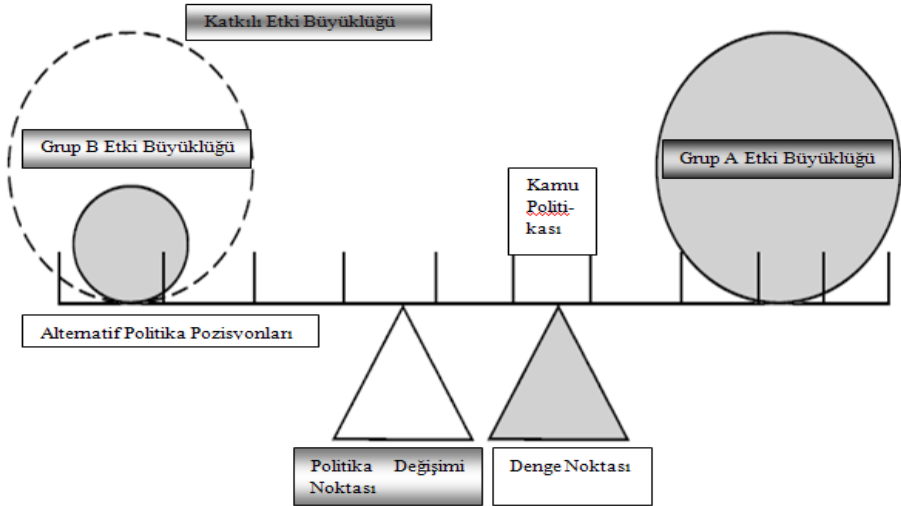 Katkılı Etki Büyüklüğü
Grup B Etki Büyüklüğü
Grup A Etki Büyüklüğü
Kamu
Politi-
kası
Alternatif Politika Pozisyonları
Politika Değişimi
Noktası
Denge Noktası